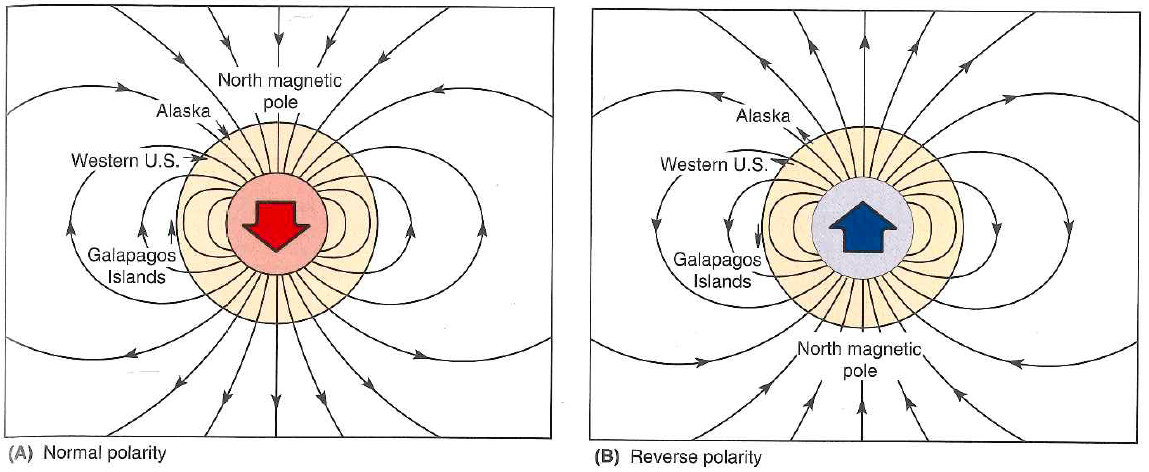 North magnetic
pole
Alaska
Western U.S.
Galapagos
Islands
(A) Normal polarity
Alaska
Western U.S.
Galapagos
Islands
North magnetic
pole
(B) Reverse polarity